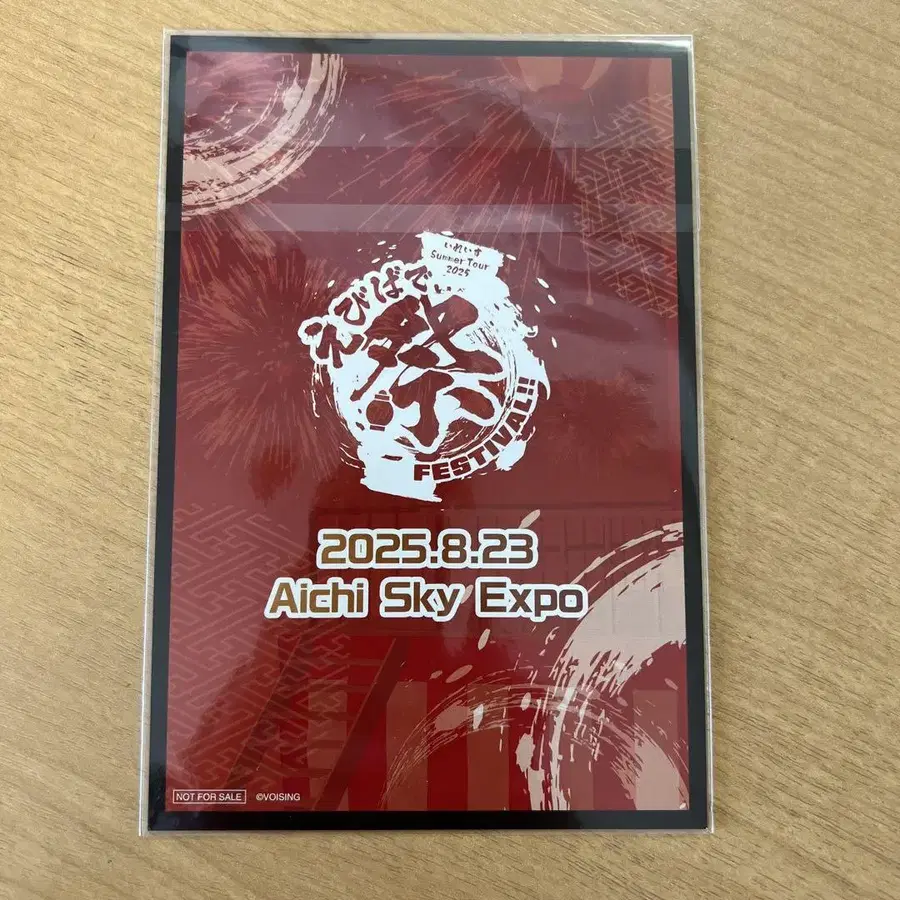 いれいす
Summer Tour
2025
えびばでぃ
祭
FESTIVAL!!
2025.8.23
Aichi Sky Expo
NOT FOR SALE ©VOISING